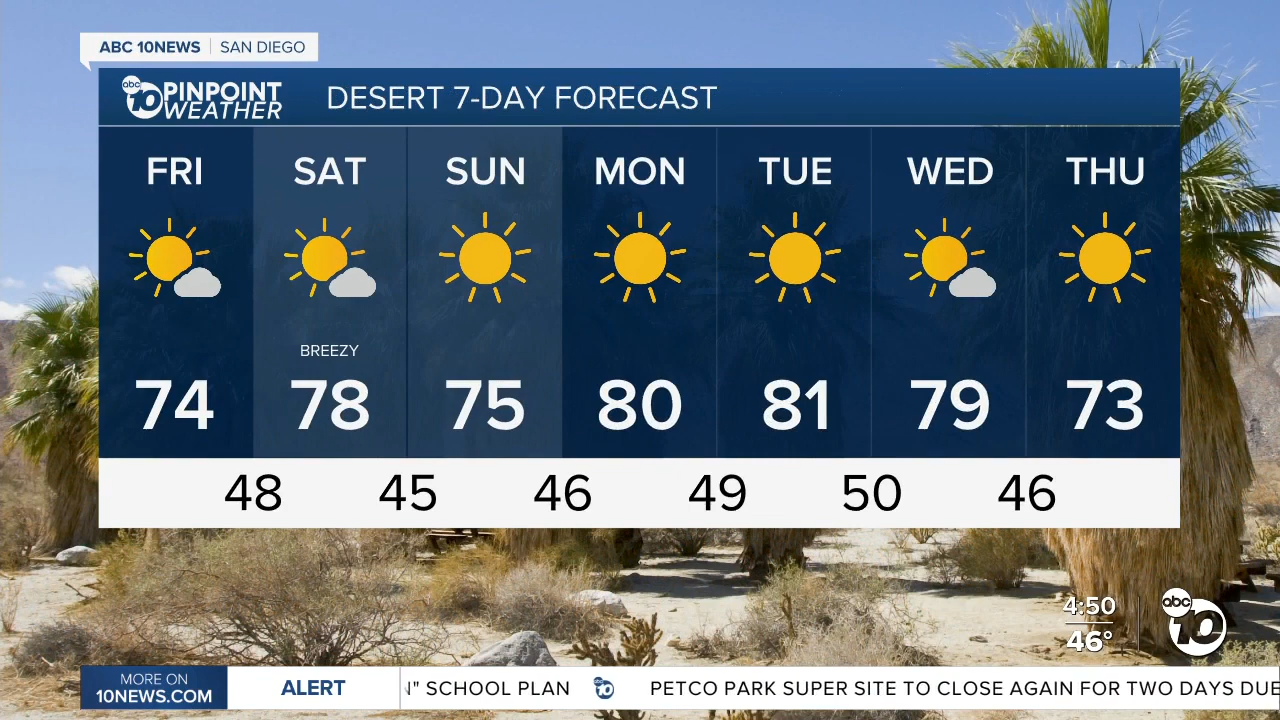 ABC 10NEWS | SAN DIEGO
abc 10 PINPOINT WEATHER
DESERT 7-DAY FORECAST
FRI SAT SUN MON TUE WED THU
BREEZY
74 78 75 80 81 79 73
48 45 46 49 50 46
4:50
46°
abc 10
MORE ON
10NEWS.COM
ALERT
N" SCHOOL PLAN abc 10 PETCO PARK SUPER SITE TO CLOSE AGAIN FOR TWO DAYS DUE